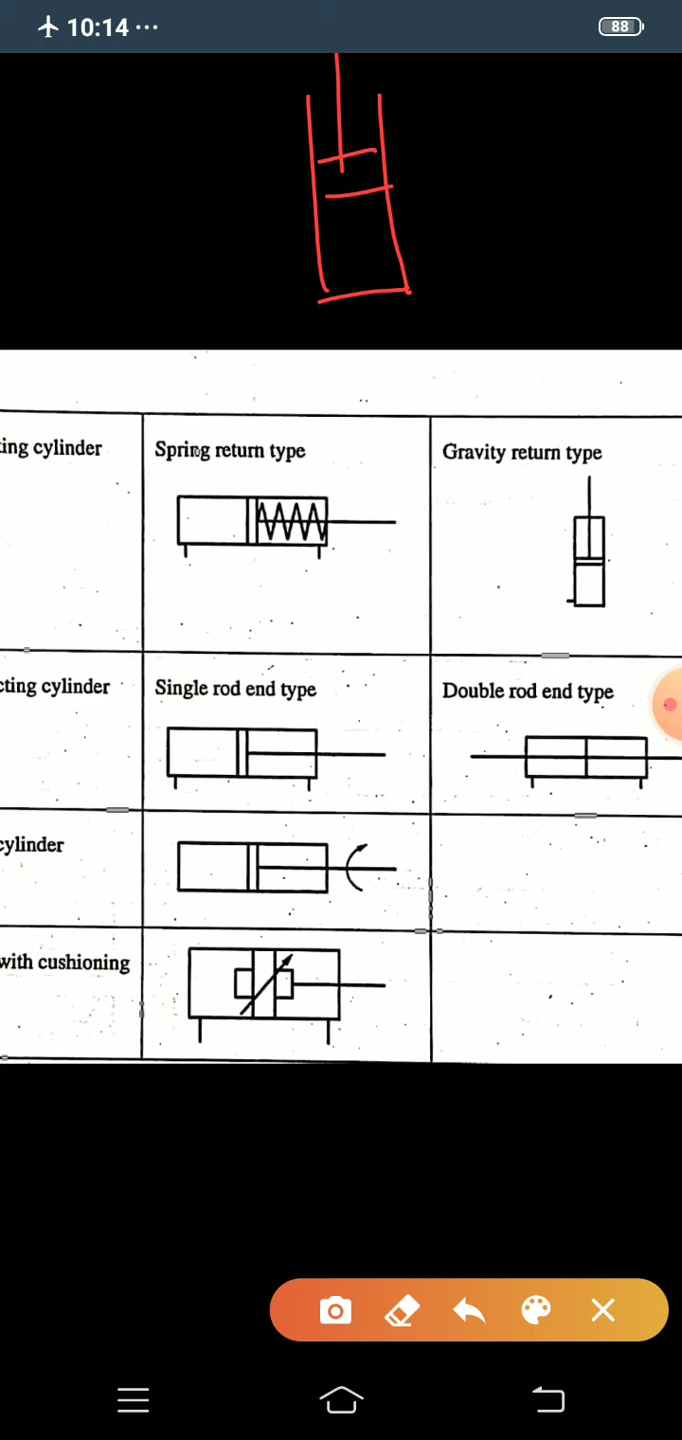 10:14 ...
88
ing cylinder
Spring return type
Gravity return type
cting cylinder
Single rod end type
Double rod end type
cylinder
with cushioning